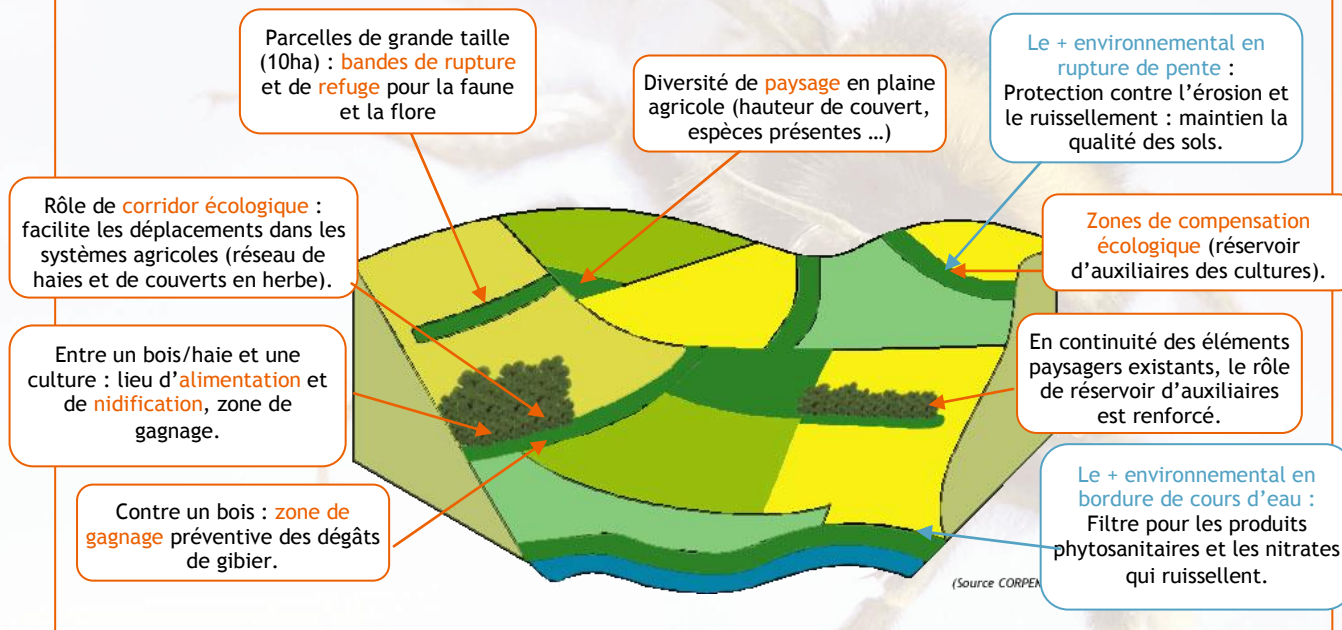 Parcelles de grande taille
(10ha) : bandes de rupture
et de refuge pour la faune
et la flore
Diversité de paysage en plaine
agricole (hauteur de couvert,
espèces présentes …)
Le + environnemental en
rupture de pente :
Protection contre l’érosion et
le ruissellement : maintien la
qualité des sols.
Rôle de corridor écologique :
facilite les déplacements dans les
systèmes agricoles (réseau de
haies et de couverts en herbe).
Zones de compensation
écologique (réservoir
d’auxiliaires des cultures).
Entre un bois/haie et une
culture : lieu d’alimentation et
de nidification, zone de
gagnage.
En continuité des éléments
paysagers existants, le rôle
de réservoir d’auxiliaires
est renforcé.
Contre un bois : zone de
gagnage préventive des dégâts
de gibier.
Le + environnemental en
bordure de cours d’eau :
Filtre pour les produits
phytosanitaires et les nitrates
qui ruissellent.
(Source